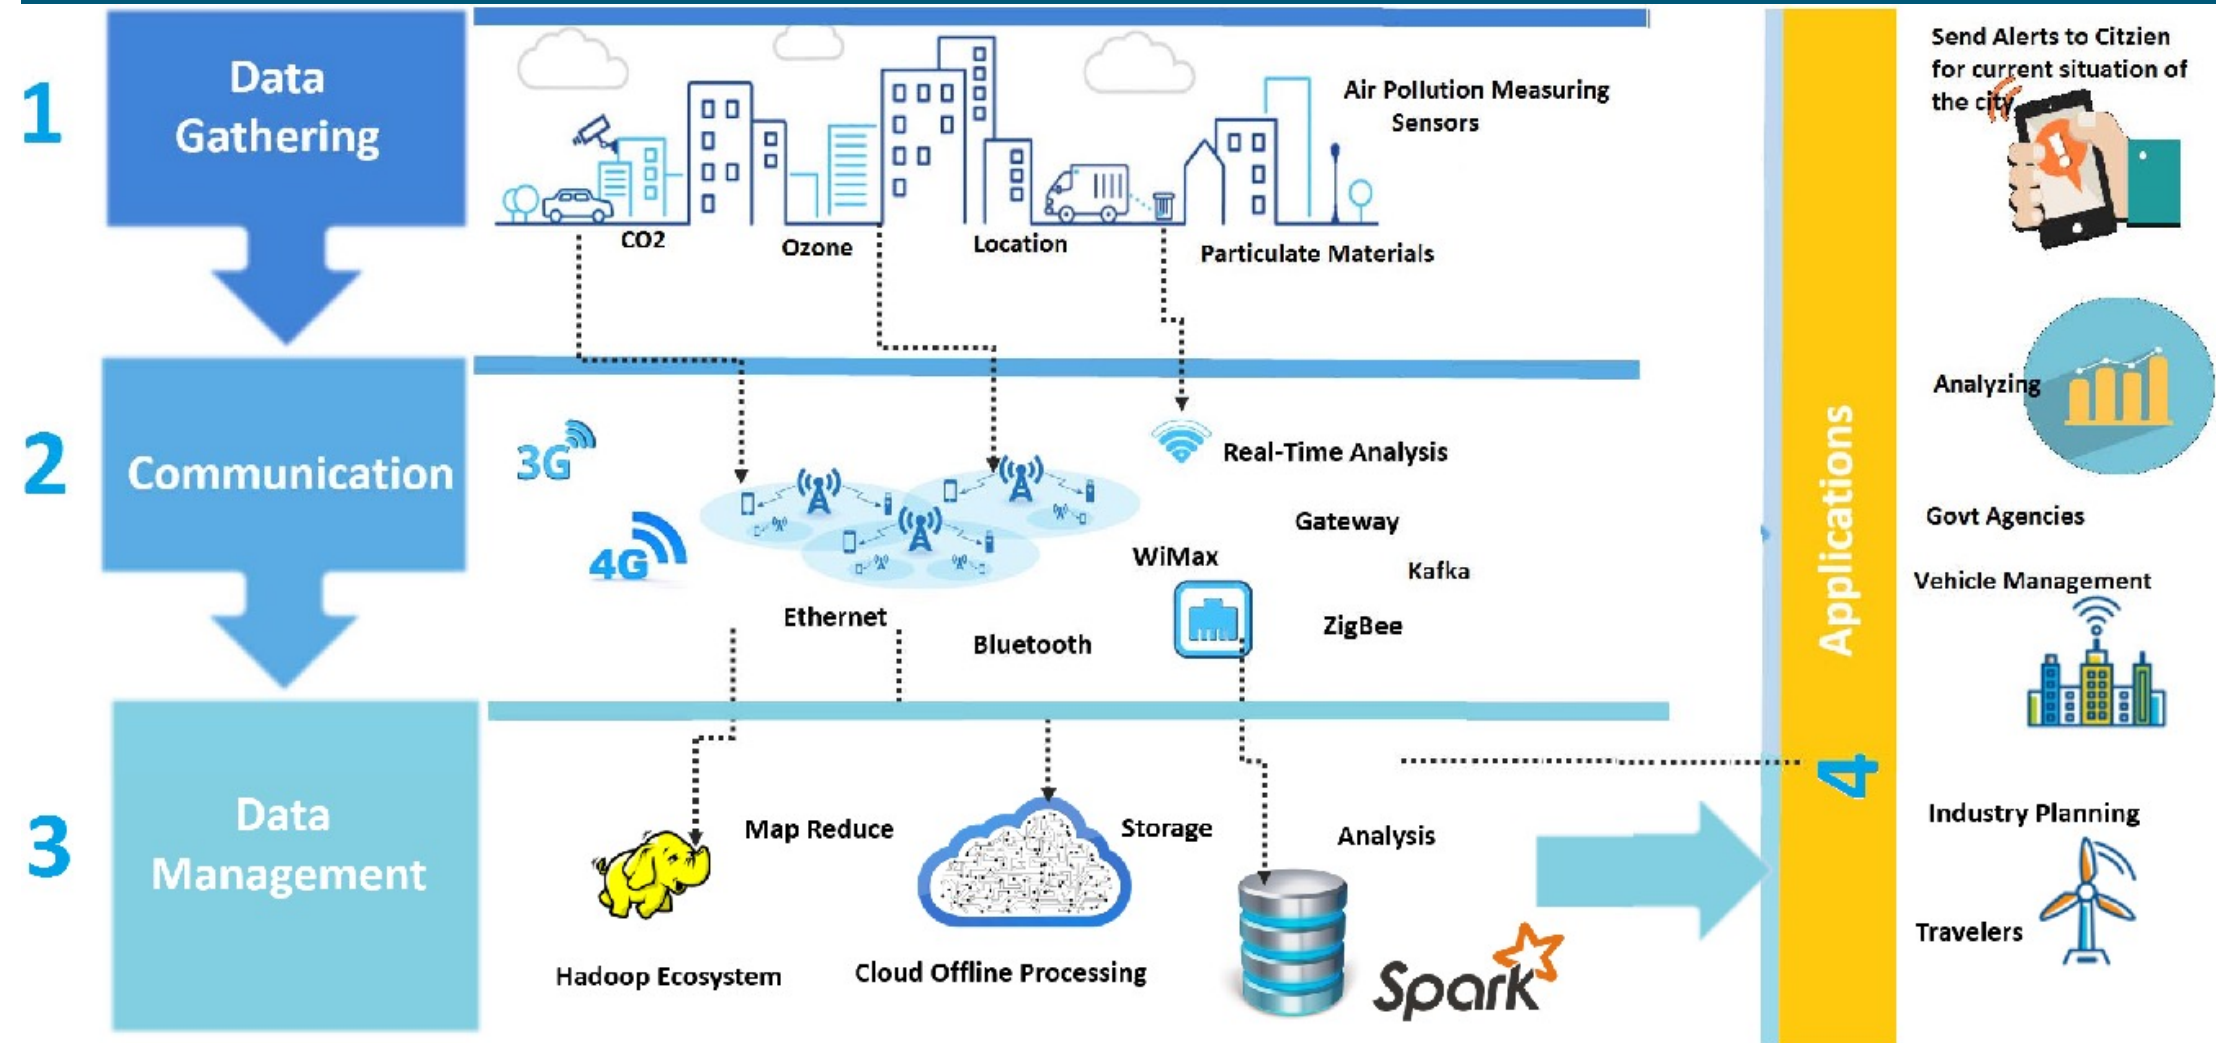 1
Data
Gathering
Air Pollution Measuring
Sensors
CO2
Ozone
Location
Particulate Materials
2
Communication
3G
4G
Real-Time Analysis
Gateway
WiMax
Kafka
Ethernet
Bluetooth
ZigBee
3
Data
Management
Map Reduce
Storage
Analysis
Hadoop Ecosystem
Cloud Offline Processing
Spark
Applications
4
Send Alerts to Citzien
for current situation of
the city
Analyzing
Govt Agencies
Vehicle Management
Industry Planning
Travelers